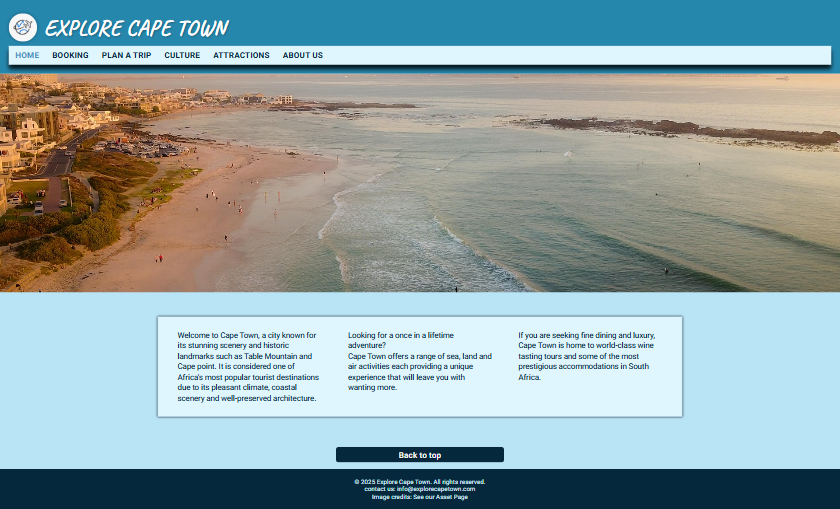 EXPLORE CAPE TOWN
HOME BOOKING PLAN A TRIP CULTURE ATTRACTIONS ABOUT US
Welcome to Cape Town, a city known for
its stunning scenery and historic
landmarks such as Table Mountain and
Cape point. It is considered one of
Africa's most popular tourist destinations
due to its pleasant climate, coastal
scenery and well-preserved architecture.
Looking for a once in a lifetime
adventure?
Cape Town offers a range of sea, land and
air activities each providing a unique
experience that will leave you with
wanting more.
If you are seeking fine dining and luxury,
Cape Town is home to world-class wine
tasting tours and some of the most
prestigious accommodations in South
Africa.
Back to top
© 2025 Explore Cape Town. All rights reserved.
contact us: info@explorecapetown.com
Image credits: See our Asset Page